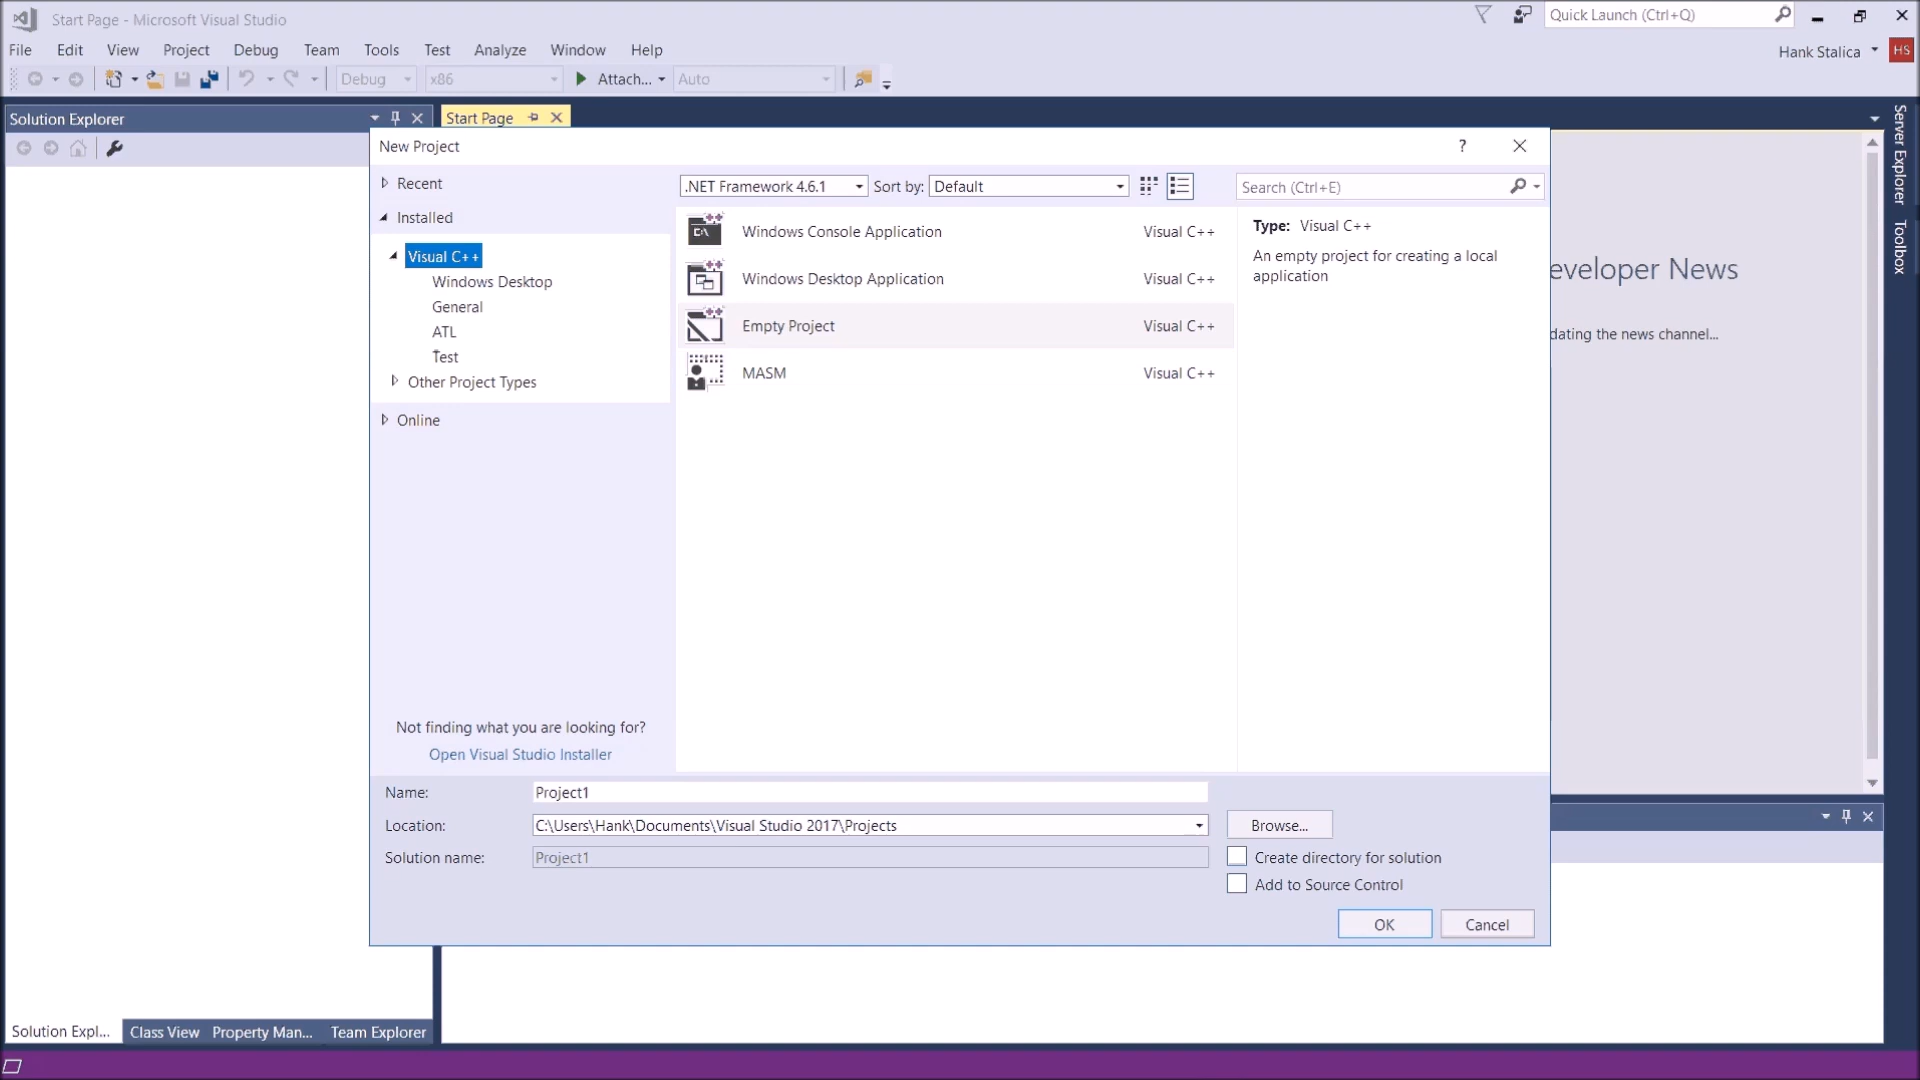 Start Page - Microsoft Visual Studio
Quick Launch (Ctrl+Q)
File Edit View Project Debug Team Tools Test Analyze Window Help
Hank Stalica HS
Debug x86 Attach... Auto
Solution Explorer
Start Page
Server Explorer
Toolbox
New Project
?
Recent
.NET Framework 4.6.1 Sort by: Default
Search (Ctrl+E)
Installed
Visual C++
Windows Desktop
General
ATL
Test
Other Project Types
Online
Windows Console Application Visual C++
Windows Desktop Application Visual C++
Empty Project Visual C++
MASM Visual C++
Type: Visual C++
An empty project for creating a local
application
eveloper News
dating the news channel...
Not finding what you are looking for?
Open Visual Studio Installer
Name: Project1
Location: C:\Users\Hank\Documents\Visual Studio 2017\Projects Browse...
Solution name: Project1 Create directory for solution
Add to Source Control
OK Cancel
Solution Expl... Class View Property Man... Team Explorer